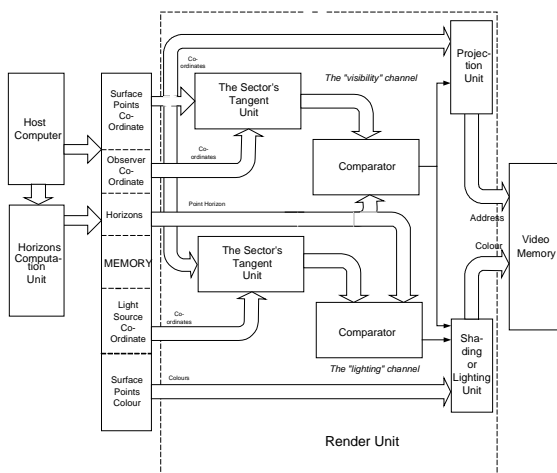 Host
Computer
Horizons
Computation
Unit
Surface
Points
Co-
Ordinate
Observer
Co-
Ordinate
Horizons
MEMORY
Light
Source
Co-
Ordinate
Surface
Points
Colour
Co-
ordinates
The Sector's
Tangent
Unit
Co-
ordinates
The "visibility" channel
Comparator
Point Horizon
The Sector's
Tangent
Unit
Co-
ordinates
Comparator
The "lighting" channel
Colours
Render Unit
Projec-
tion
Unit
Address
Colour
Video
Memory
Sha-
ding
or
Lighting
Unit